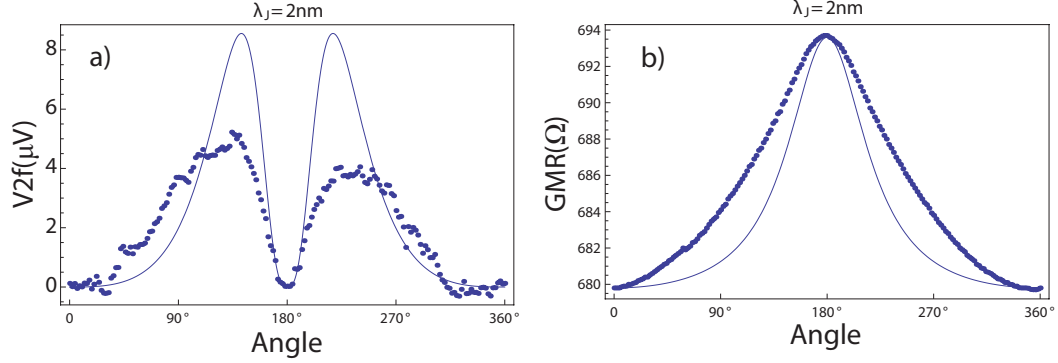 λJ = 2nm
a)
V2f(μV)
8
6
4
2
0
0 90° 180° 270° 360°
Angle
λJ = 2nm
b)
GMR(Ω)
694
692
690
688
686
684
682
680
0 90° 180° 270° 360°
Angle